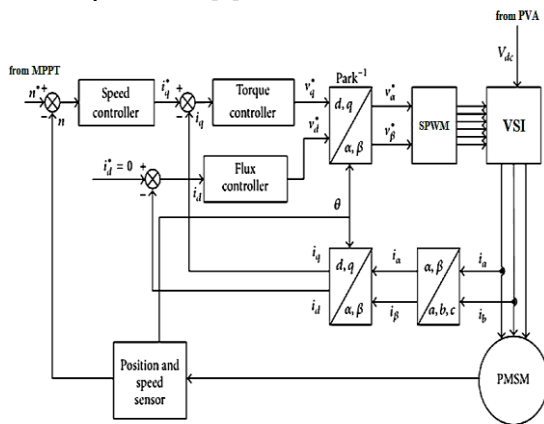 from PVA
V_dc
from MPPT
n* +
−
n
Speed
controller
i_q*
+
−
i_q
Torque
controller
v_q*
Park⁻¹
d, q
α, β
v_α*
v_β*
SPWM
VSI
i_d* = 0
+
−
i_d
Flux
controller
v_d*
θ
i_q
i_d
d, q
α, β
i_α
i_β
α, β
a, b, c
i_a
i_b
Position and
speed
sensor
PMSM